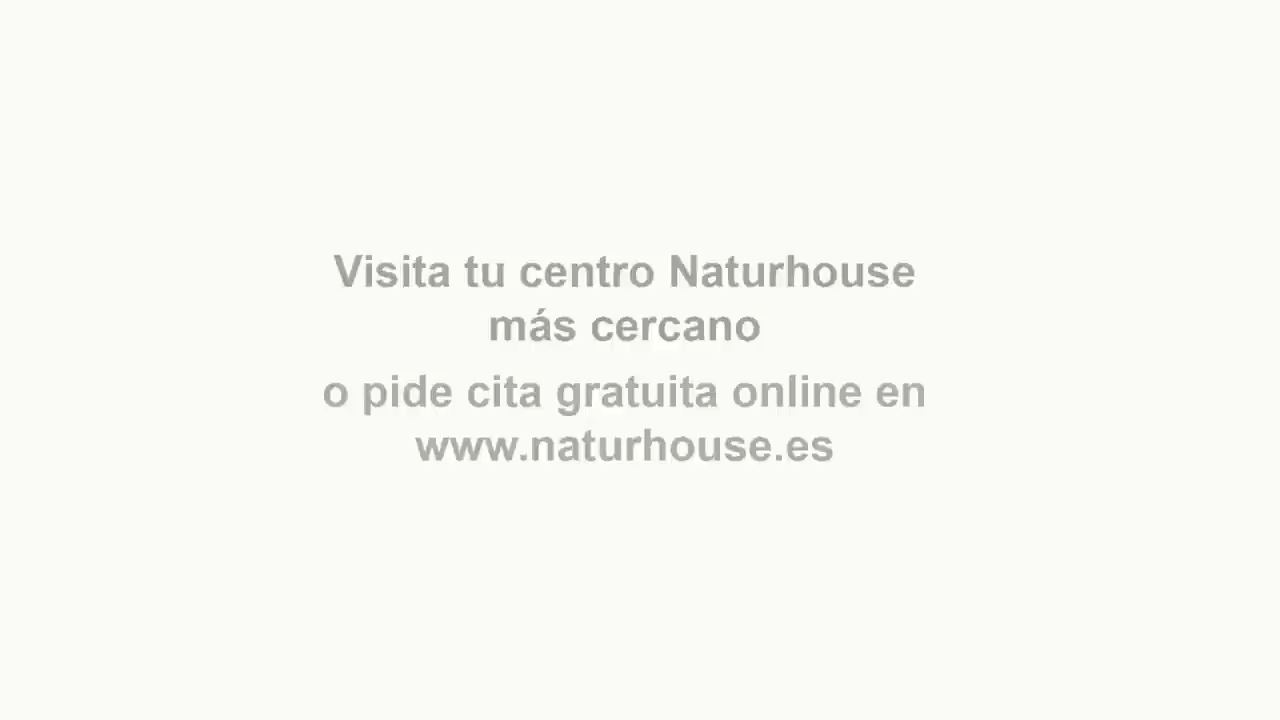 Visita tu centro Naturhouse
más cercano
o pide cita gratuita online en
www.naturhouse.es